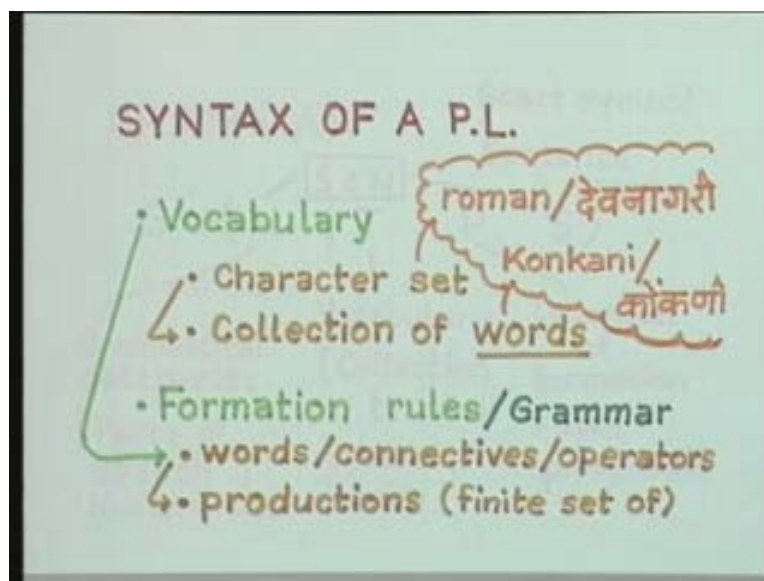 SYNTAX OF A P.L.
• Vocabulary
roman/देवनागरी
• Character set
Konkani/
कोंकणी
• Collection of words
• Formation rules/Grammar
• words/connectives/operators
• productions (finite set of)